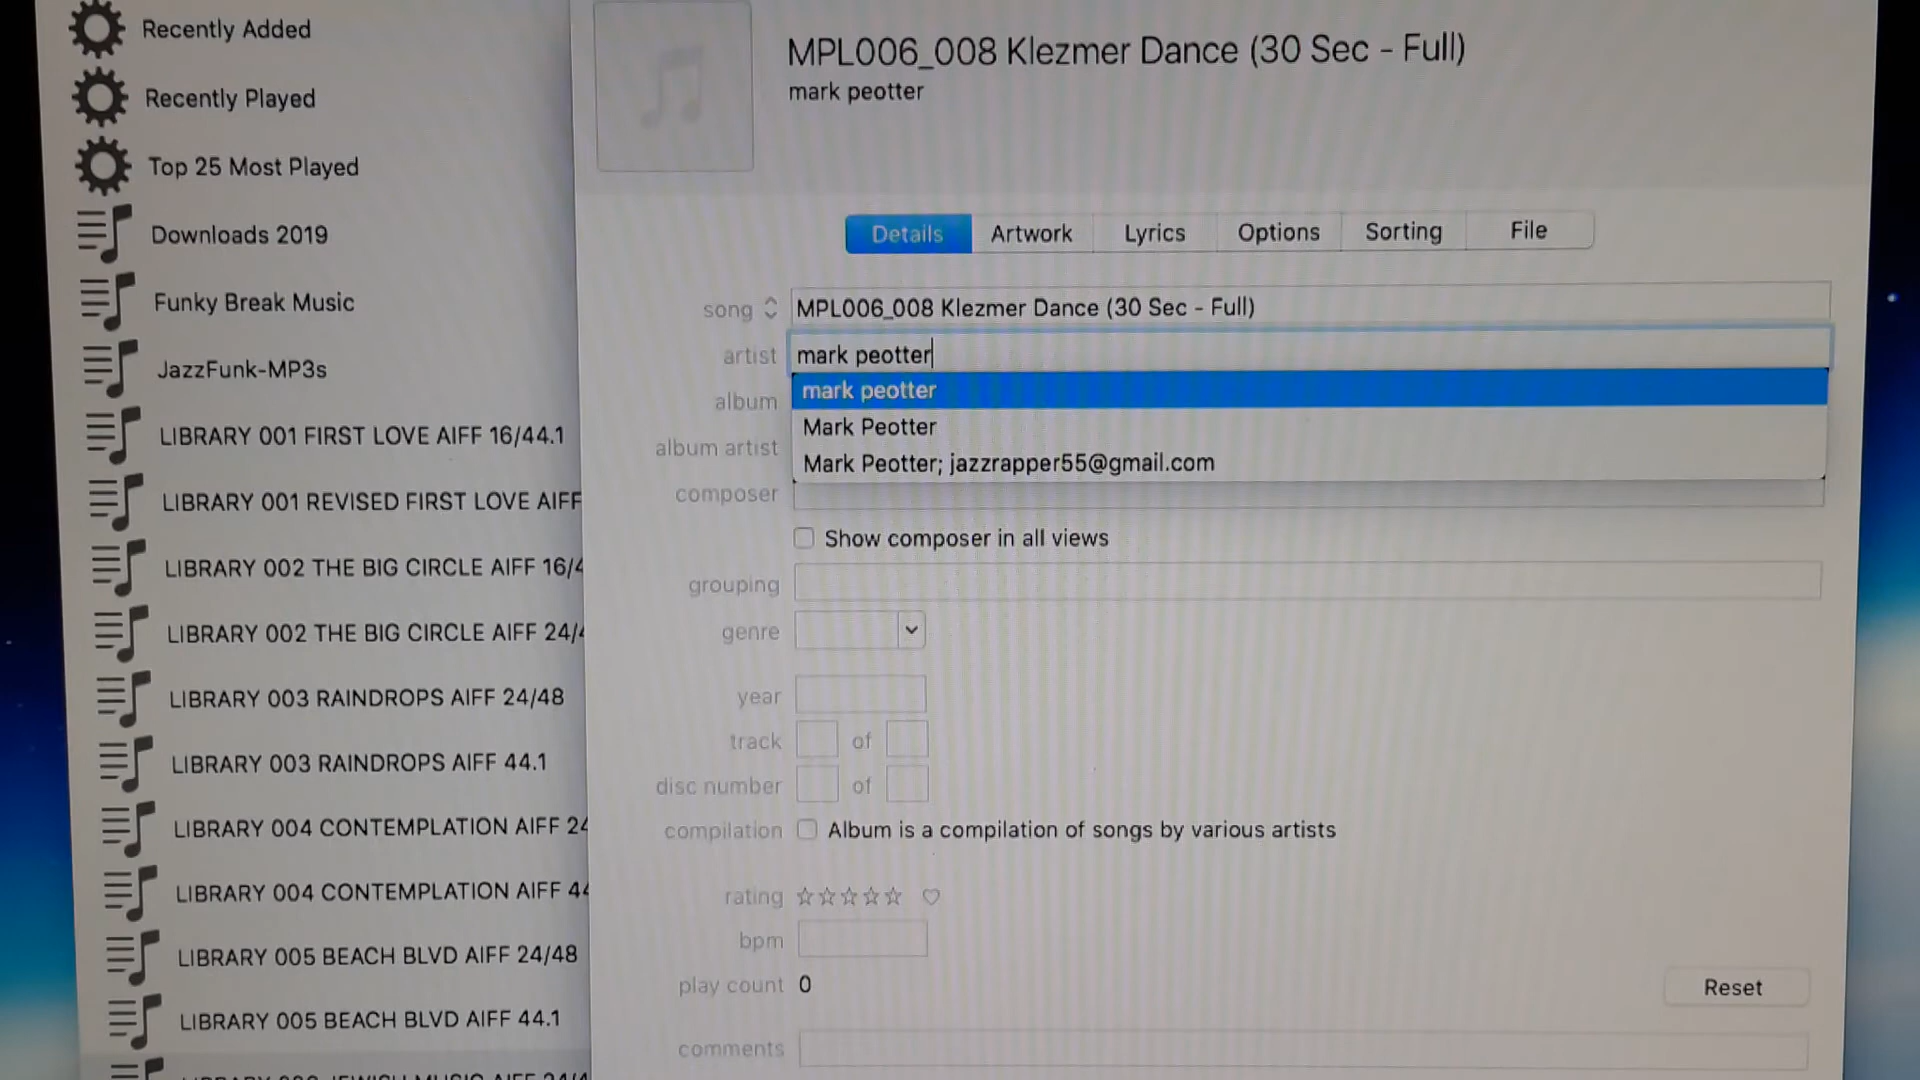 Recently Added
Recently Played
Top 25 Most Played
Downloads 2019
Funky Break Music
JazzFunk-MP3s
LIBRARY 001 FIRST LOVE AIFF 16/44.1
LIBRARY 001 REVISED FIRST LOVE AIFF
LIBRARY 002 THE BIG CIRCLE AIFF 16/4
LIBRARY 002 THE BIG CIRCLE AIFF 24/4
LIBRARY 003 RAINDROPS AIFF 24/48
LIBRARY 003 RAINDROPS AIFF 44.1
LIBRARY 004 CONTEMPLATION AIFF 24
LIBRARY 004 CONTEMPLATION AIFF 44
LIBRARY 005 BEACH BLVD AIFF 24/48
LIBRARY 005 BEACH BLVD AIFF 44.1
MPL006_008 Klezmer Dance (30 Sec - Full)
mark peotter
Details Artwork Lyrics Options Sorting File
song MPL006_008 Klezmer Dance (30 Sec - Full)
artist mark peotter
mark peotter
album
Mark Peotter
album artist
Mark Peotter; jazzrapper55@gmail.com
composer
Show composer in all views
grouping
genre
year
track of
disc number of
compilation Album is a compilation of songs by various artists
rating
bpm
play count 0
Reset
comments